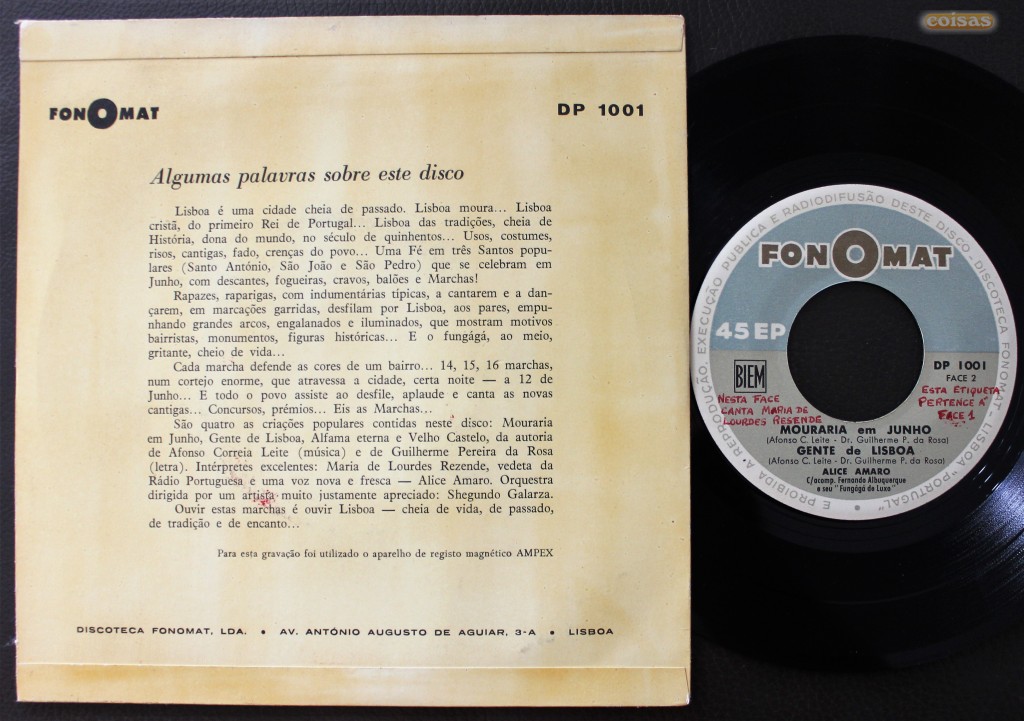 coisas
FONOMAT
DP 1001
Algumas palavras sobre este disco
Lisboa é uma cidade cheia de passado. Lisboa moura... Lisboa
cristã, do primeiro Rei de Portugal... Lisboa das tradições, cheia de
História, dona do mundo, no século de quinhentos... Usos, costumes,
risos, cantigas, fado, crenças do povo... Uma Fé em três Santos popu-
lares (Santo António, São João e São Pedro) que se celebram em
Junho, com descantes, fogueiras, cravos, balões e Marchas!
Rapazes, raparigas, com indumentárias típicas, a cantarem e a dan-
çarem, em marcações garridas, desfilam por Lisboa, aos pares, empu-
nhando grandes arcos, engalanados e iluminados, que mostram motivos
bairristas, monumentos, figuras históricas... E o fungágá, ao meio,
gritante, cheio de vida...
Cada marcha defende as cores de um bairro... 14, 15, 16 marchas,
num cortejo enorme, que atravessa a cidade, certa noite — a 12 de
Junho... E todo o povo assiste ao desfile, aplaude e canta as novas
cantigas... Concursos, prémios... Eis as Marchas...
São quatro as criações populares contidas neste disco: Mouraria
em Junho, Gente de Lisboa, Alfama eterna e Velho Castelo, da autoria
de Afonso Correia Leite (música) e de Guilherme Pereira da Rosa
(letra). Intérpretes excelentes: Maria de Lourdes Rezende, vedeta da
Rádio Portuguesa e uma voz nova e fresca — Alice Amaro. Orquestra
dirigida por um artista muito justamente apreciado: Shegundo Galarza.
Ouvir estas marchas é ouvir Lisboa — cheia de vida, de passado,
de tradição e de encanto...
Para esta gravação foi utilizado o aparelho de registo magnético AMPEX
DISCOTECA FONOMAT, LDA. • AV. ANTÓNIO AUGUSTO DE AGUIAR, 3-A • LISBOA
É PROIBIDA A REPRODUÇÃO, EXECUÇÃO PUBLICA E RADIODIFUSÃO DESTE DISCO - DISCOTECA FONOMAT - LISBOA "PORTUGAL"
FONOMAT
45 EP
BIEM
DP 1001
FACE 2
NESTA FACE
CANTA MARIA DE
LOURDES RESENDE
ESTA ETIQUETA
PERTENCE À
FACE 1
MOURARIA em JUNHO
(Afonso C. Leite - Dr. Guilherme P. da Rosa)
GENTE de LISBOA
(Afonso C. Leite - Dr. Guilherme P. da Rosa)
ALICE AMARO
C/acomp. Fernando Albuquerque
e seu "Fungágá de Luxo"